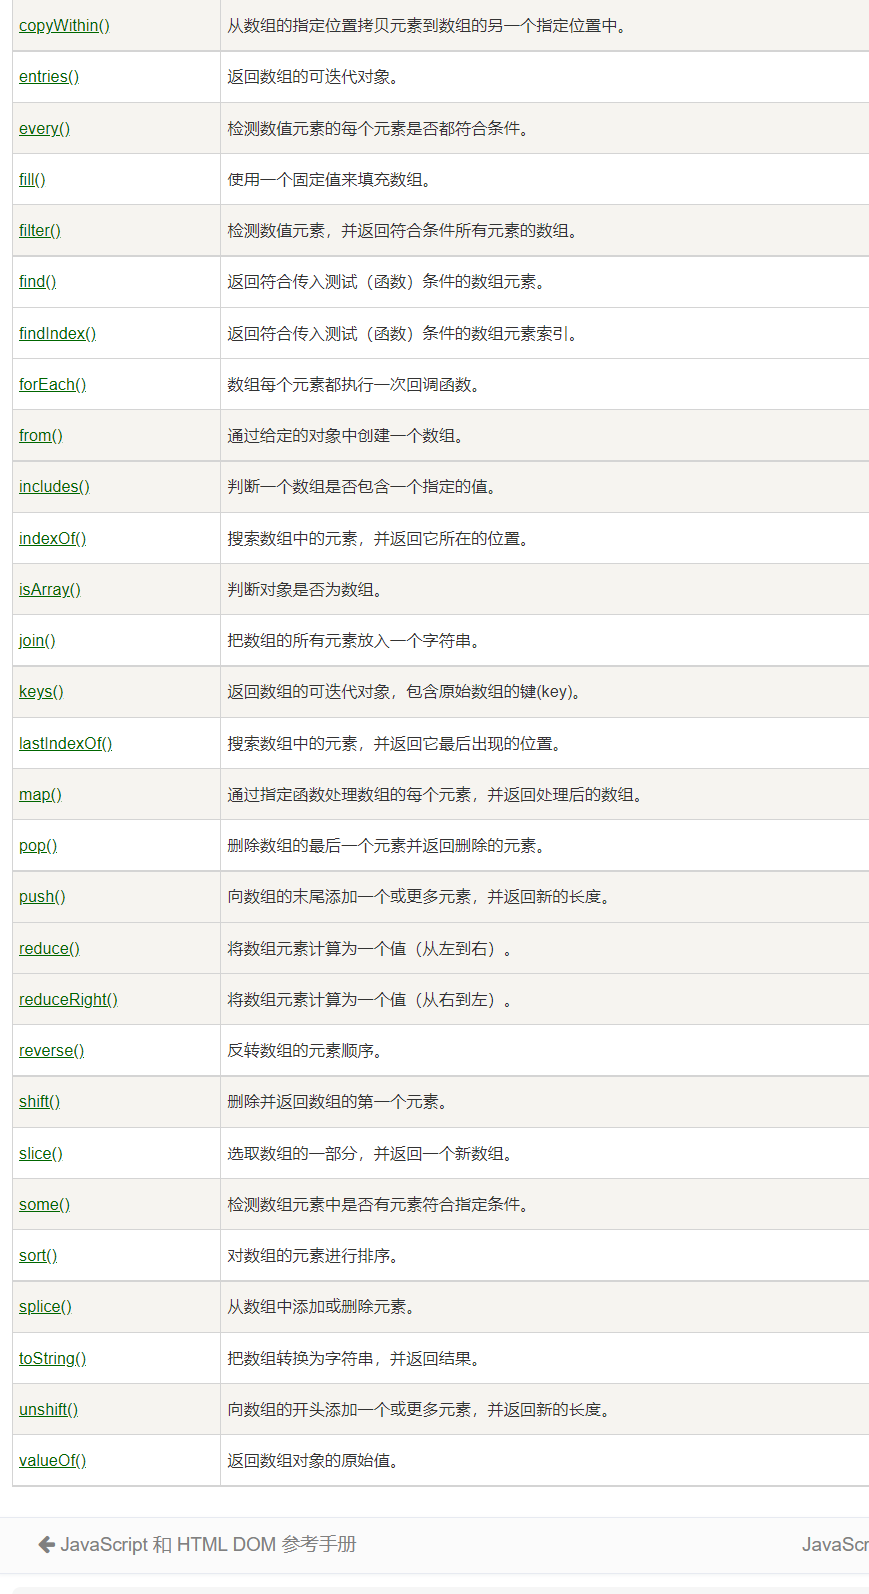 copyWithin() 从数组的指定位置拷贝元素到数组的另一个指定位置中。
entries() 返回数组的可迭代对象。
every() 检测数值元素的每个元素是否都符合条件。
fill() 使用一个固定值来填充数组。
filter() 检测数值元素，并返回符合条件所有元素的数组。
find() 返回符合传入测试（函数）条件的数组元素。
findIndex() 返回符合传入测试（函数）条件的数组元素索引。
forEach() 数组每个元素都执行一次回调函数。
from() 通过给定的对象中创建一个数组。
includes() 判断一个数组是否包含一个指定的值。
indexOf() 搜索数组中的元素，并返回它所在的位置。
isArray() 判断对象是否为数组。
join() 把数组的所有元素放入一个字符串。
keys() 返回数组的可迭代对象，包含原始数组的键(key)。
lastIndexOf() 搜索数组中的元素，并返回它最后出现的位置。
map() 通过指定函数处理数组的每个元素，并返回处理后的数组。
pop() 删除数组的最后一个元素并返回删除的元素。
push() 向数组的末尾添加一个或更多元素，并返回新的长度。
reduce() 将数组元素计算为一个值（从左到右）。
reduceRight() 将数组元素计算为一个值（从右到左）。
reverse() 反转数组的元素顺序。
shift() 删除并返回数组的第一个元素。
slice() 选取数组的一部分，并返回一个新数组。
some() 检测数组元素中是否有元素符合指定条件。
sort() 对数组的元素进行排序。
splice() 从数组中添加或删除元素。
toString() 把数组转换为字符串，并返回结果。
unshift() 向数组的开头添加一个或更多元素，并返回新的长度。
valueOf() 返回数组对象的原始值。
JavaScript 和 HTML DOM 参考手册 JavaScr